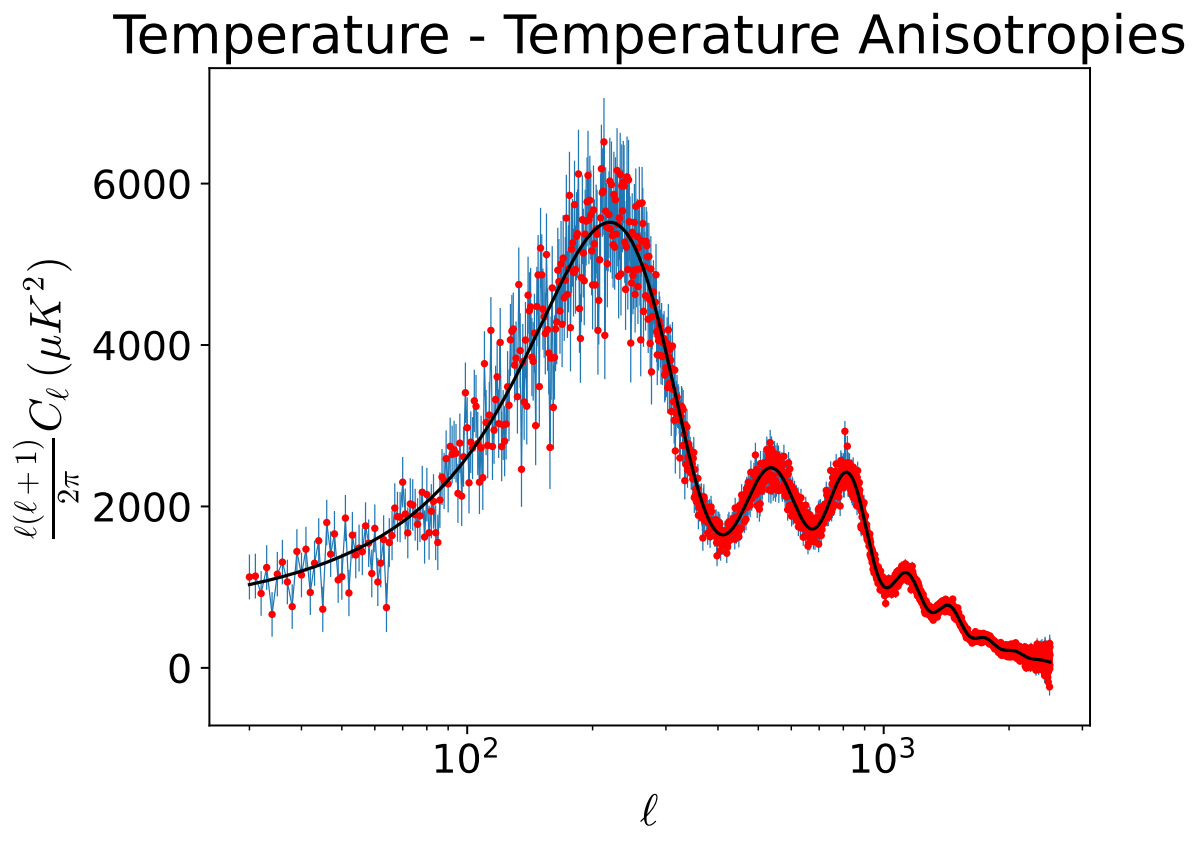 Temperature - Temperature Anisotropies
6000
4000
2000
0
ℓ(ℓ+1)/2π C_ℓ (μK²)
10²
10³
ℓ